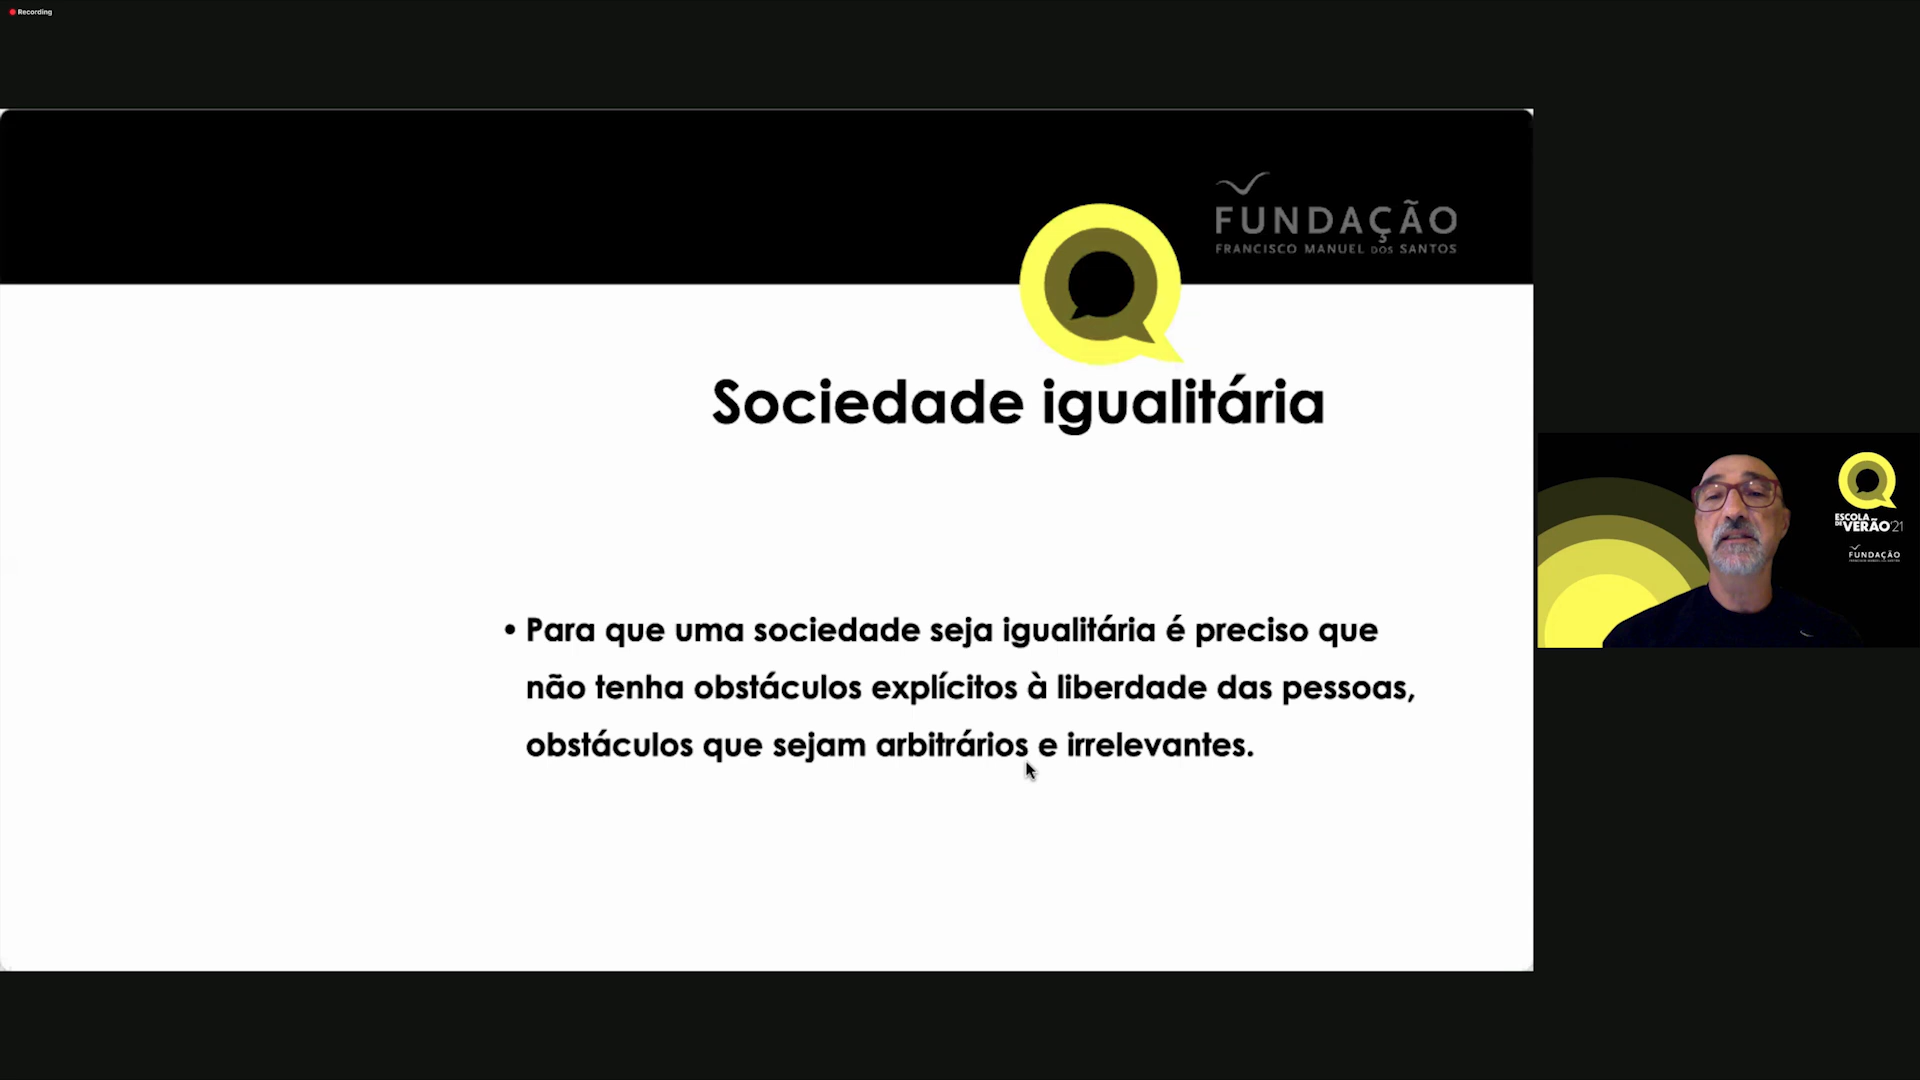 Recording
FUNDAÇÃO
FRANCISCO MANUEL DOS SANTOS
Sociedade igualitária
• Para que uma sociedade seja igualitária é preciso que
não tenha obstáculos explícitos à liberdade das pessoas,
obstáculos que sejam arbitrários e irrelevantes.
ESCOLA
DE VERÃO'21
FUNDAÇÃO